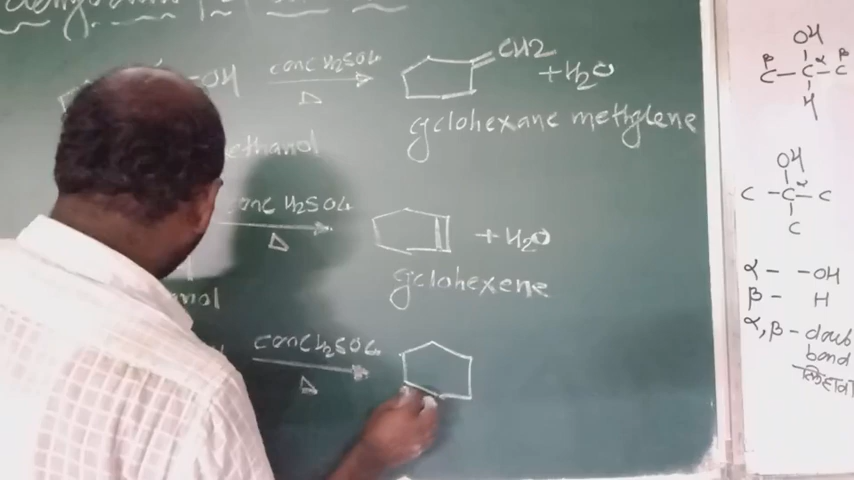 -OH conc H2SO4 Δ CH2 + H2O
ethanol cyclohexane methylene
conc H2SO4 Δ + H2O
nol cyclohexene
conc H2SO4 Δ
OH
β α β
C - C - C
H
OH
α
C - C - C
C
α - -OH
β - H
α, β - doub
bond